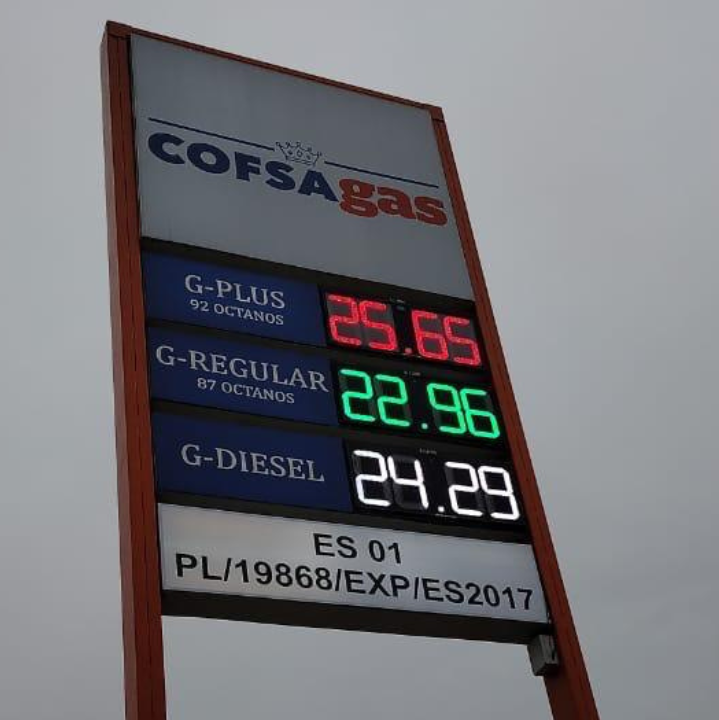 COFSAgas
G-PLUS 25.65
92 OCTANOS
G-REGULAR 22.96
87 OCTANOS
G-DIESEL 24.29
ES 01
PL/19868/EXP/ES2017